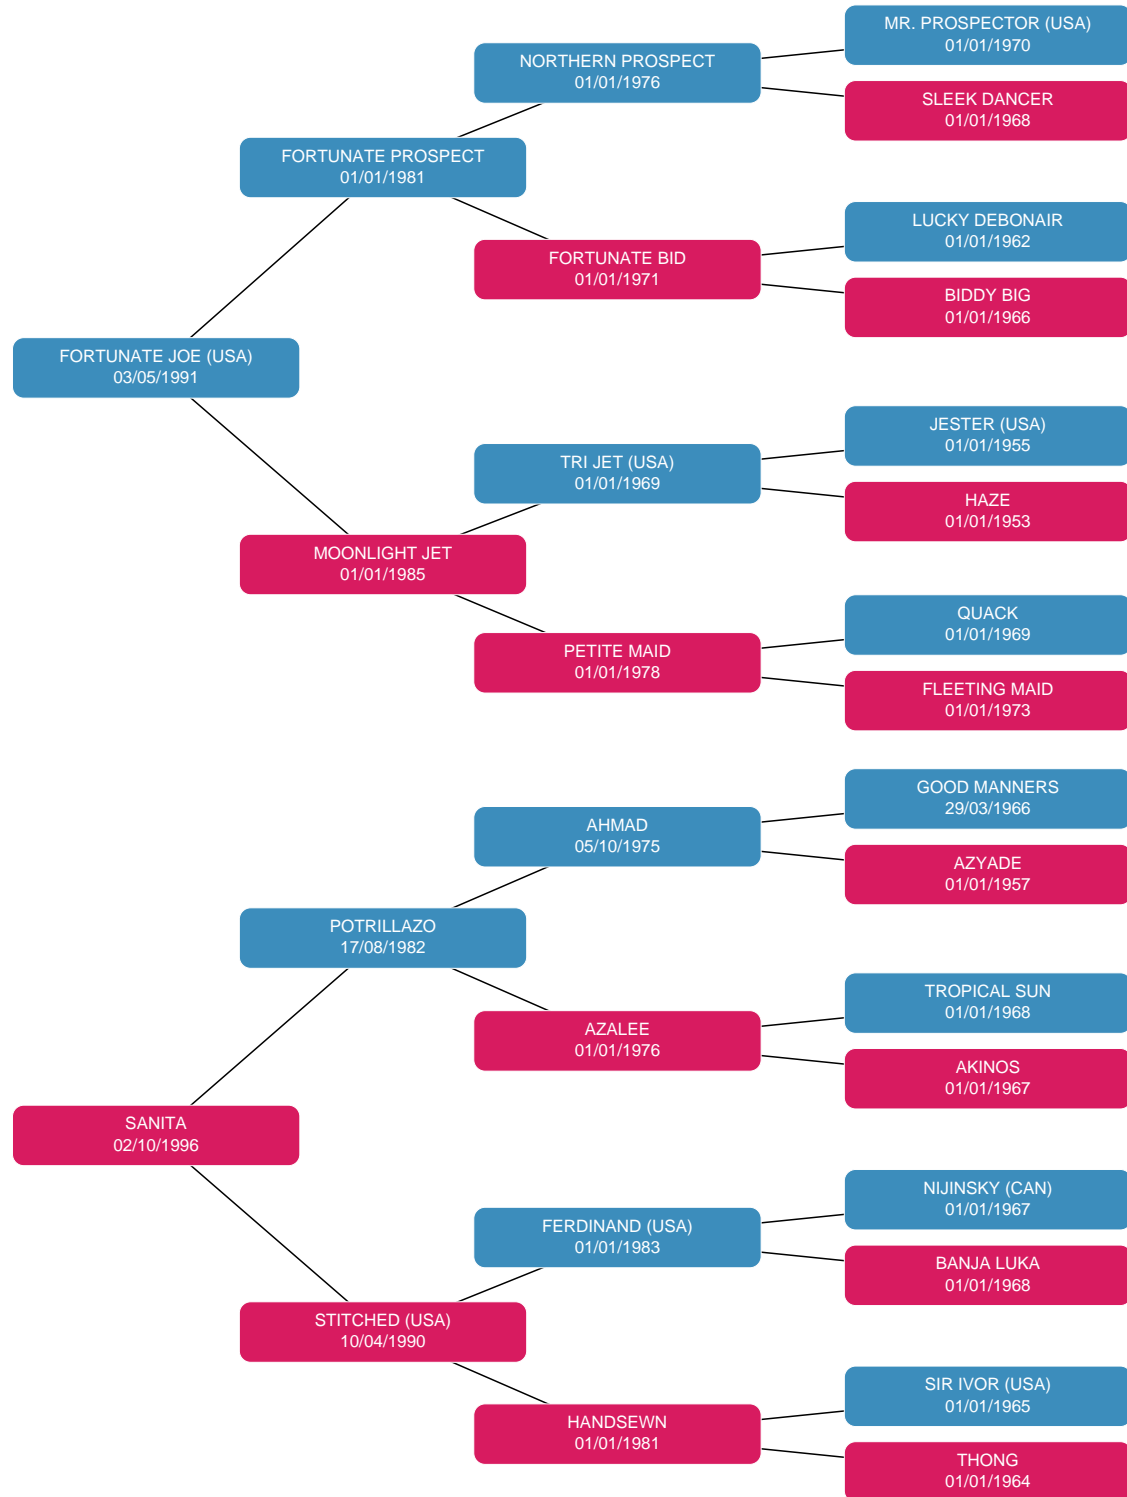 MR. PROSPECTOR (USA)
01/01/1970
NORTHERN PROSPECT
01/01/1976
SLEEK DANCER
01/01/1968
FORTUNATE PROSPECT
01/01/1981
LUCKY DEBONAIR
01/01/1962
FORTUNATE BID
01/01/1971
BIDDY BIG
01/01/1966
FORTUNATE JOE (USA)
03/05/1991
JESTER (USA)
01/01/1955
TRI JET (USA)
01/01/1969
HAZE
01/01/1953
MOONLIGHT JET
01/01/1985
QUACK
01/01/1969
PETITE MAID
01/01/1978
FLEETING MAID
01/01/1973
GOOD MANNERS
29/03/1966
AHMAD
05/10/1975
AZYADE
01/01/1957
POTRILLAZO
17/08/1982
TROPICAL SUN
01/01/1968
AZALEE
01/01/1976
AKINOS
01/01/1967
SANITA
02/10/1996
NIJINSKY (CAN)
01/01/1967
FERDINAND (USA)
01/01/1983
BANJA LUKA
01/01/1968
STITCHED (USA)
10/04/1990
SIR IVOR (USA)
01/01/1965
HANDSEWN
01/01/1981
THONG
01/01/1964